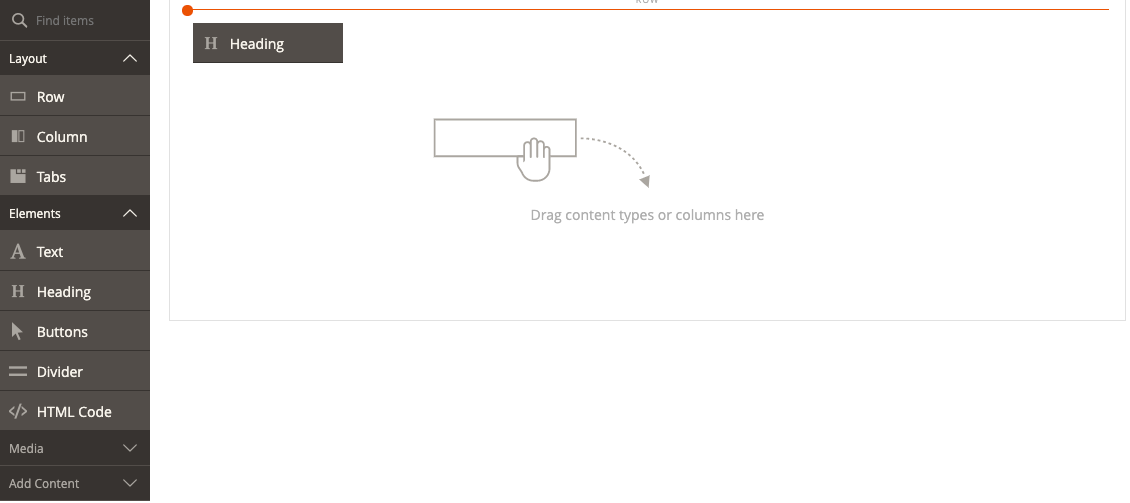 ROW
Find items
Heading
Layout
Row
Column
Tabs
Elements
Text
Heading
Buttons
Divider
HTML Code
Media
Add Content
Drag content types or columns here